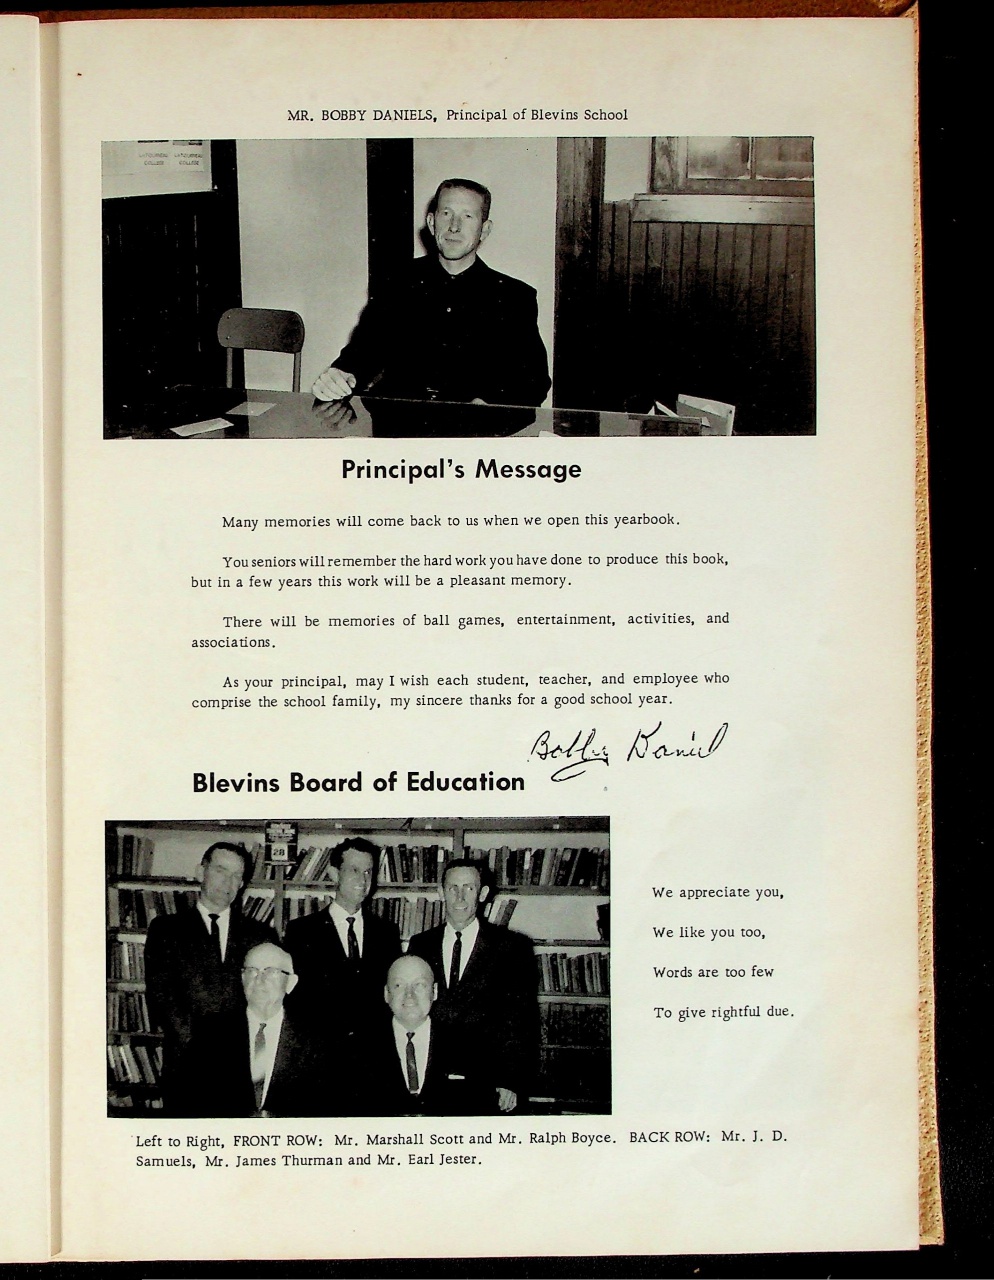 MR. BOBBY DANIELS, Principal of Blevins School
COLLEGE COLLEGE
Principal's Message
Many memories will come back to us when we open this yearbook.
You seniors will remember the hard work you have done to produce this book,
but in a few years this work will be a pleasant memory.
There will be memories of ball games, entertainment, activities, and
associations.
As your principal, may I wish each student, teacher, and employee who
comprise the school family, my sincere thanks for a good school year.
Bobby Daniel
Blevins Board of Education
28
We appreciate you,
We like you too,
Words are too few
To give rightful due.
Left to Right, FRONT ROW: Mr. Marshall Scott and Mr. Ralph Boyce. BACK ROW: Mr. J. D.
Samuels, Mr. James Thurman and Mr. Earl Jester.